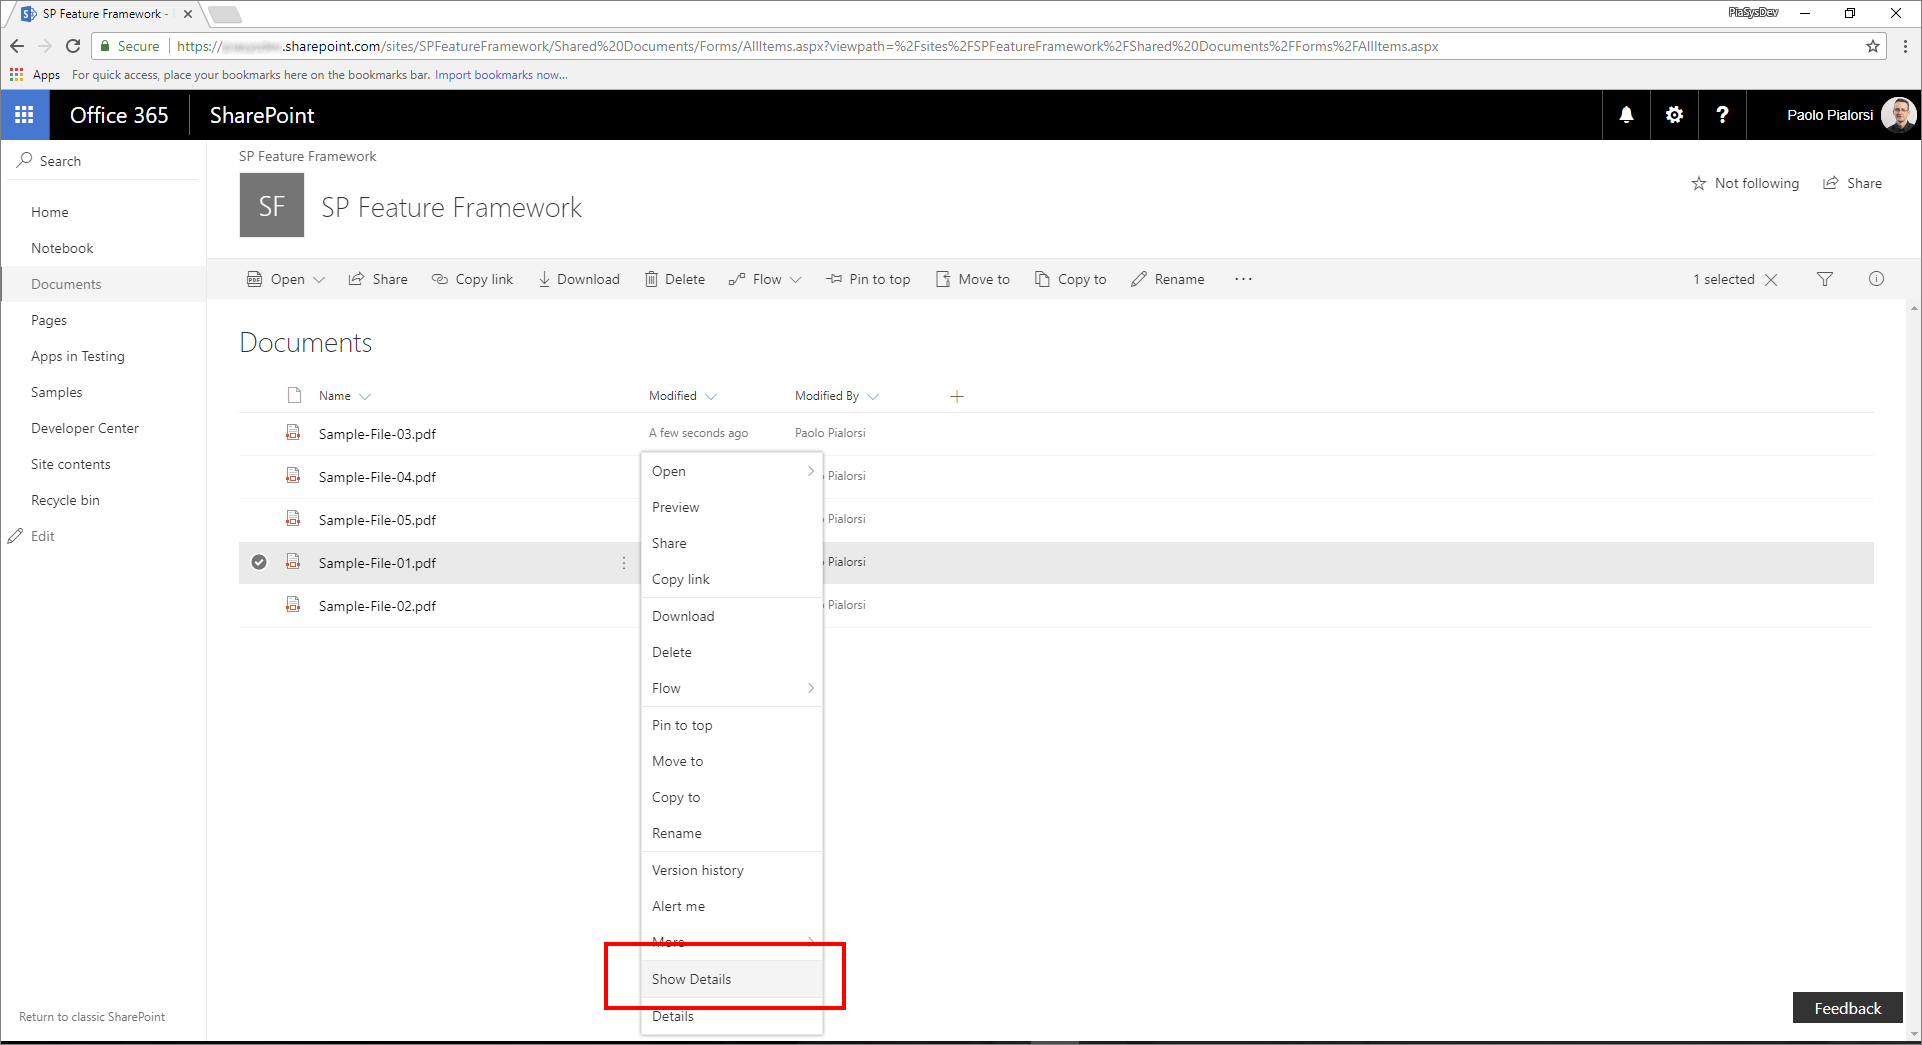 SP Feature Framework -
PiaSysDev
Secure https:// .sharepoint.com/sites/SPFeatureFramework/Shared%20Documents/Forms/AllItems.aspx?viewpath=%2Fsites%2FSPFeatureFramework%2FShared%20Documents%2FForms%2FAllItems.aspx
Apps For quick access, place your bookmarks here on the bookmarks bar. Import bookmarks now...
Office 365 SharePoint ? Paolo Pialorsi
Search
Home
Notebook
Documents
Pages
Apps in Testing
Samples
Developer Center
Site contents
Recycle bin
Edit
Return to classic SharePoint
SP Feature Framework
SF SP Feature Framework
Not following Share
Open Share Copy link Download Delete Flow Pin to top Move to Copy to Rename ... 1 selected
Documents
Name Modified Modified By
Sample-File-03.pdf A few seconds ago Paolo Pialorsi
Sample-File-04.pdf Pialorsi
Sample-File-05.pdf Pialorsi
Sample-File-01.pdf Pialorsi
Sample-File-02.pdf Pialorsi
Open
Preview
Share
Copy link
Download
Delete
Flow
Pin to top
Move to
Copy to
Rename
Version history
Alert me
More
Show Details
Details
Feedback